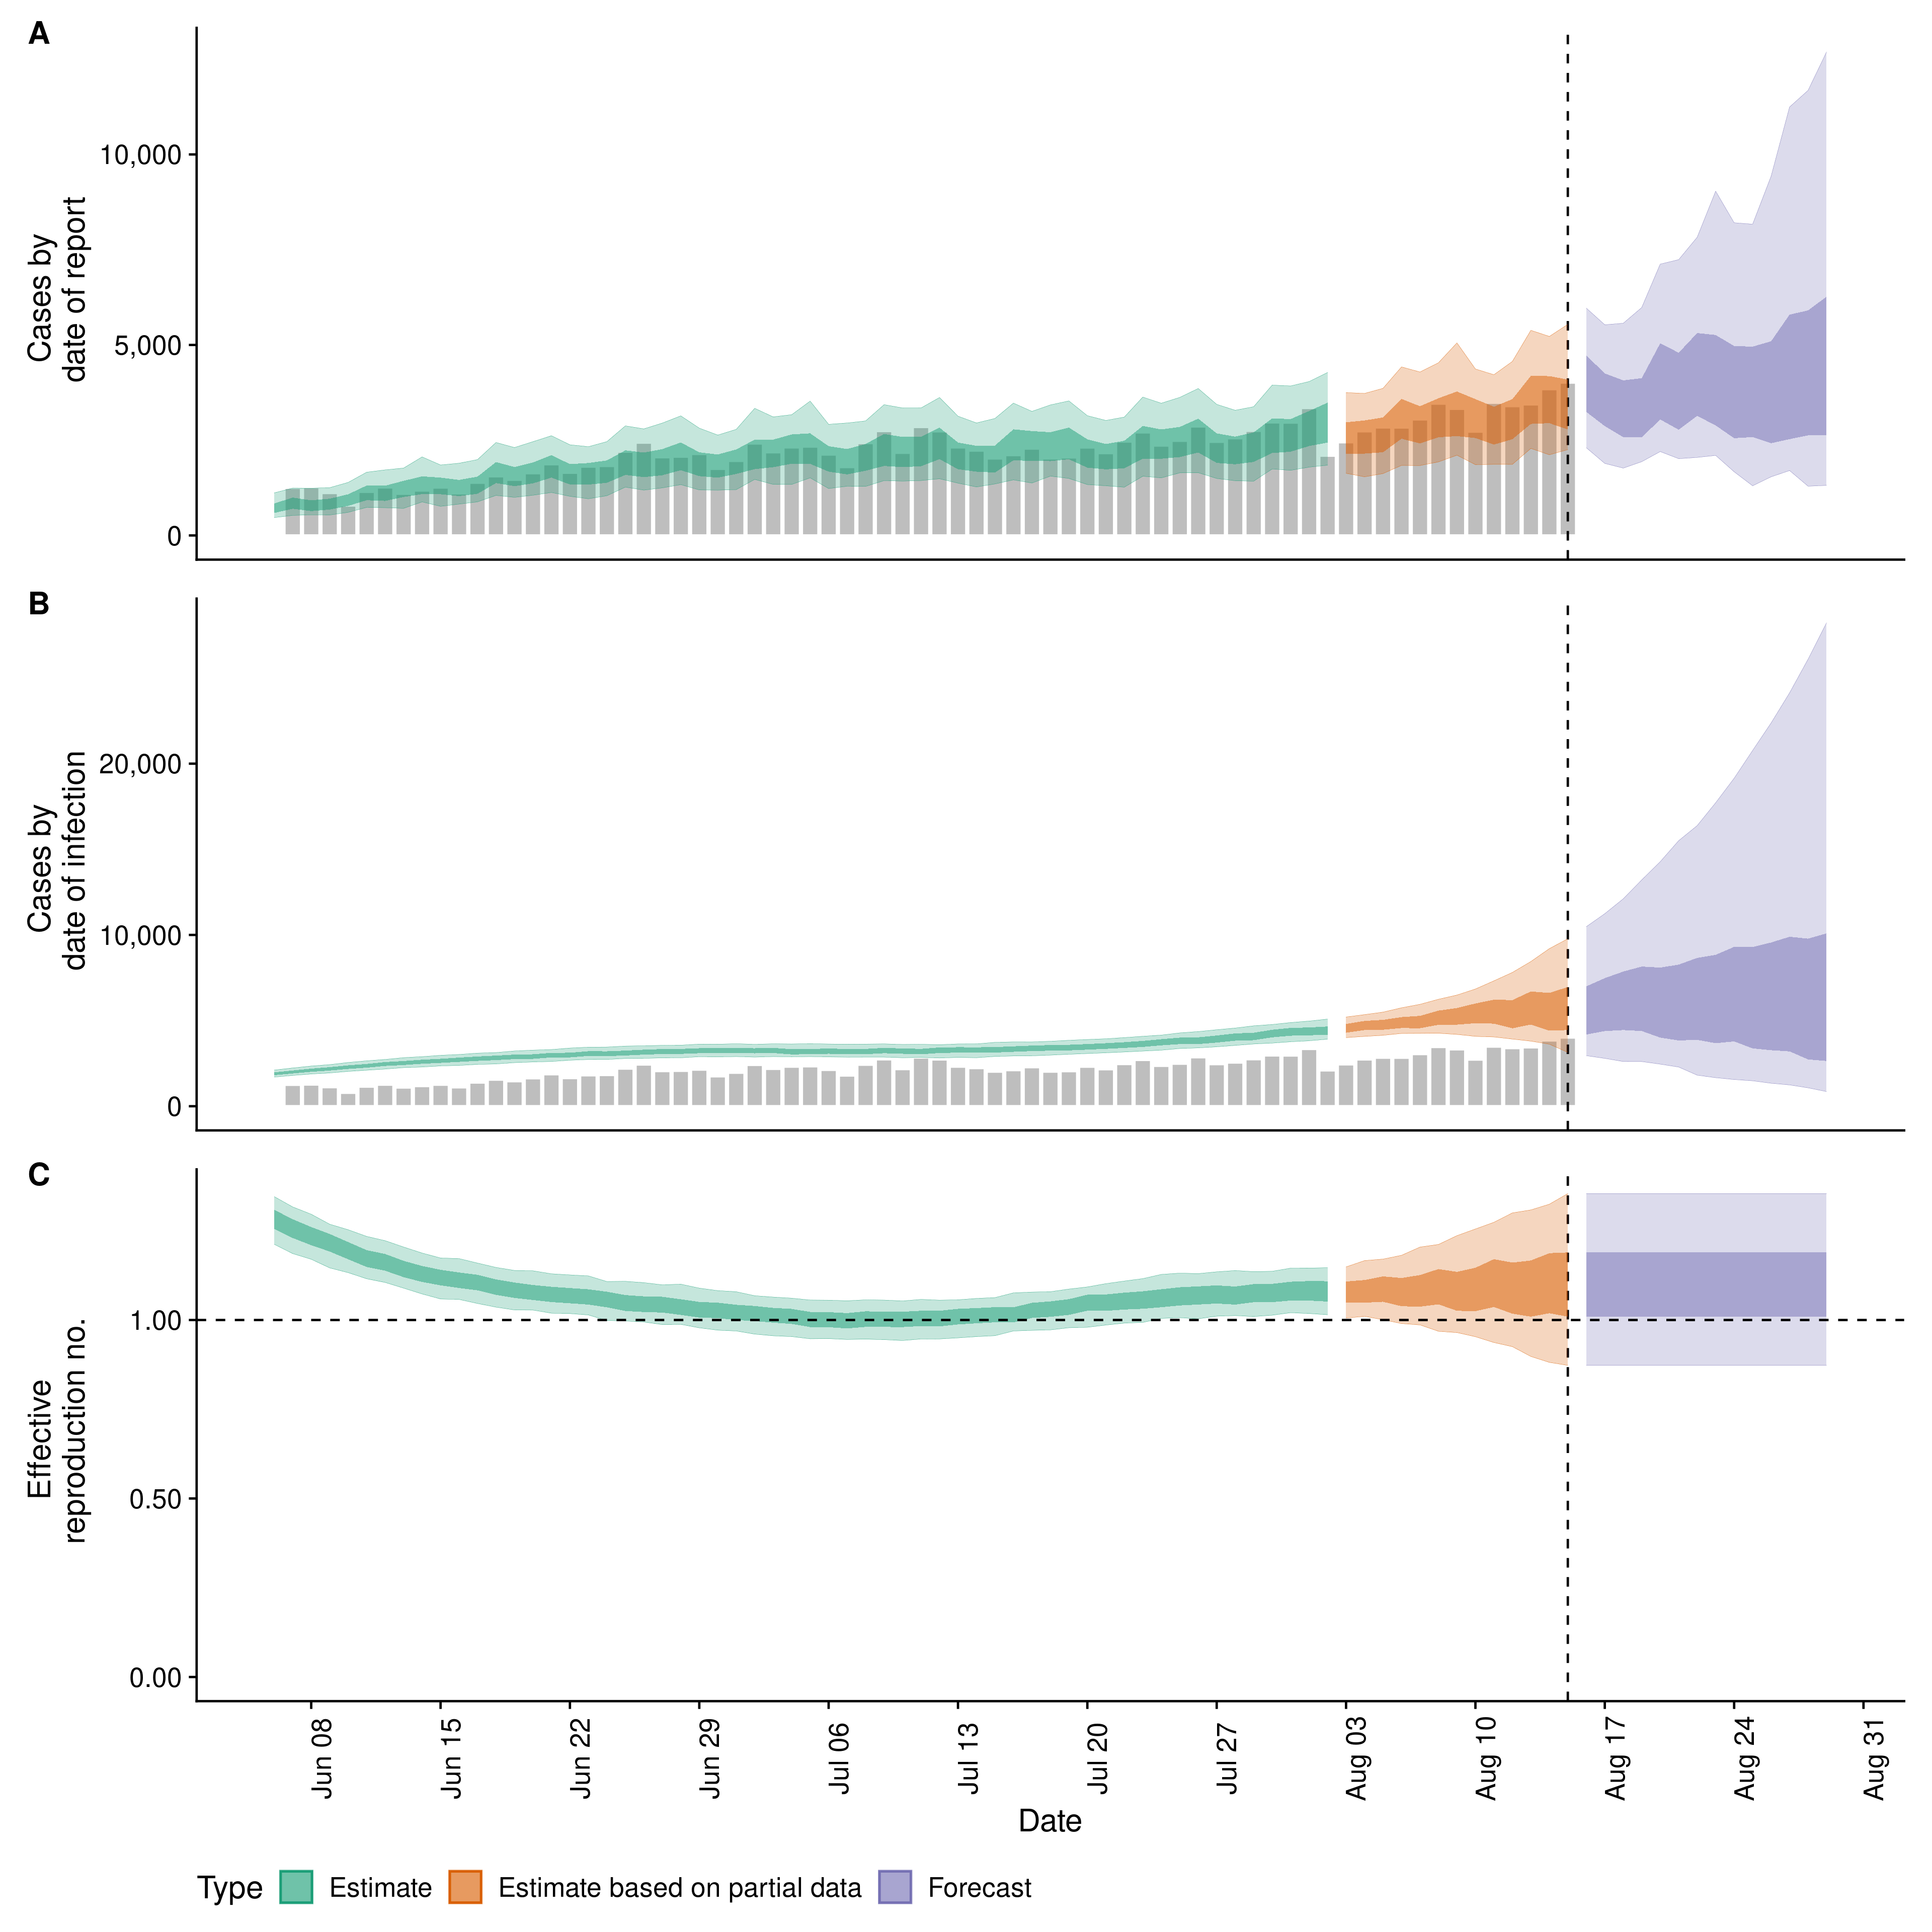 A
Cases by
date of report
10,000
5,000
0
B
Cases by
date of infection
20,000
10,000
0
C
Effective
reproduction no.
1.00
0.50
0.00
Jun 08
Jun 15
Jun 22
Jun 29
Jul 06
Jul 13
Jul 20
Jul 27
Aug 03
Aug 10
Aug 17
Aug 24
Aug 31
Date
Type Estimate Estimate based on partial data Forecast